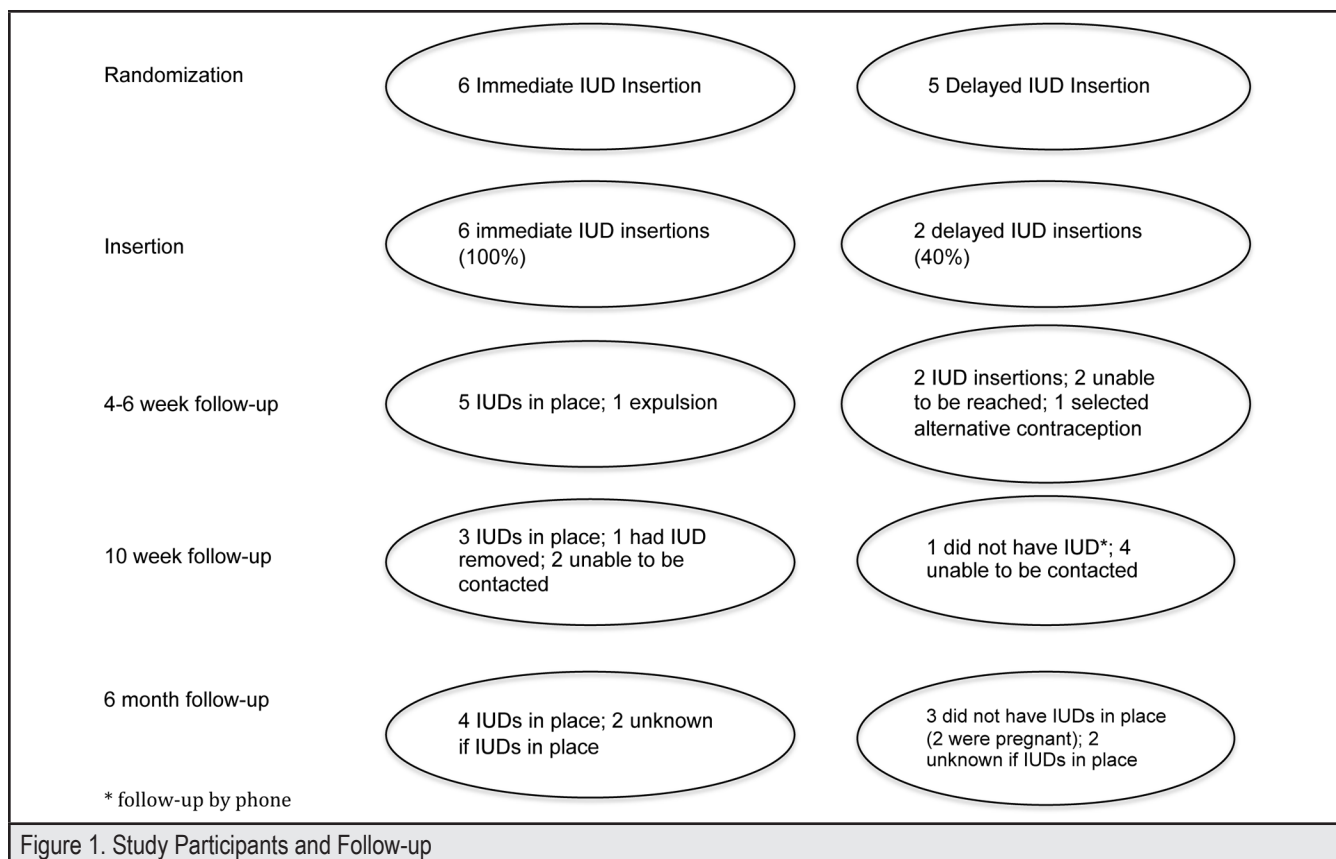 Randomization
6 Immediate IUD Insertion
5 Delayed IUD Insertion
Insertion
6 immediate IUD insertions
(100%)
2 delayed IUD insertions
(40%)
4-6 week follow-up
5 IUDs in place; 1 expulsion
2 IUD insertions; 2 unable
to be reached; 1 selected
alternative contraception
10 week follow-up
3 IUDs in place; 1 had IUD
removed; 2 unable to be
contacted
1 did not have IUD*; 4
unable to be contacted
6 month follow-up
4 IUDs in place; 2 unknown
if IUDs in place
3 did not have IUDs in place
(2 were pregnant); 2
unknown if IUDs in place
* follow-up by phone
Figure 1. Study Participants and Follow-up